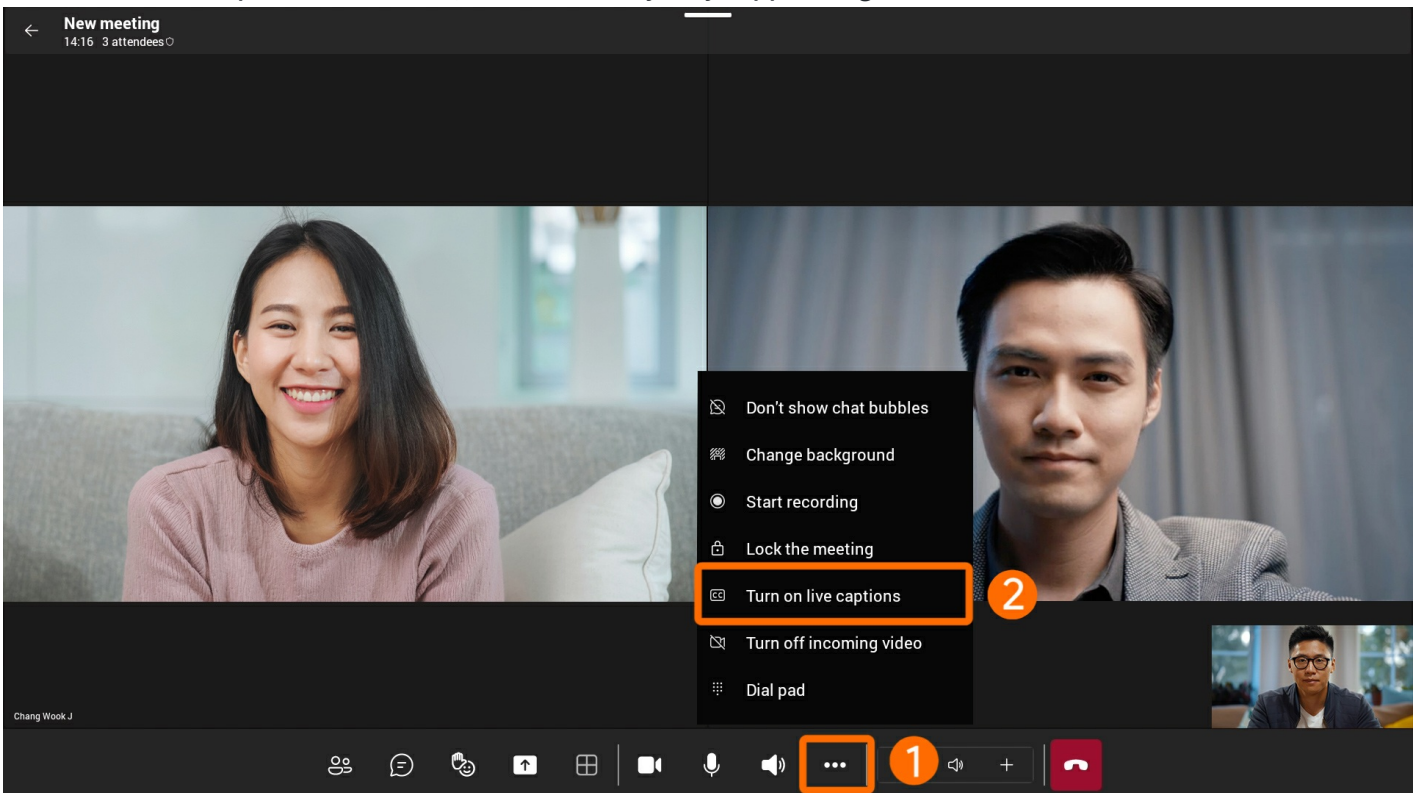 New meeting
14:16 3 attendees
Don't show chat bubbles
Change background
Start recording
Lock the meeting
CC Turn on live captions
2
Turn off incoming video
Dial pad
Chang Wook J
1